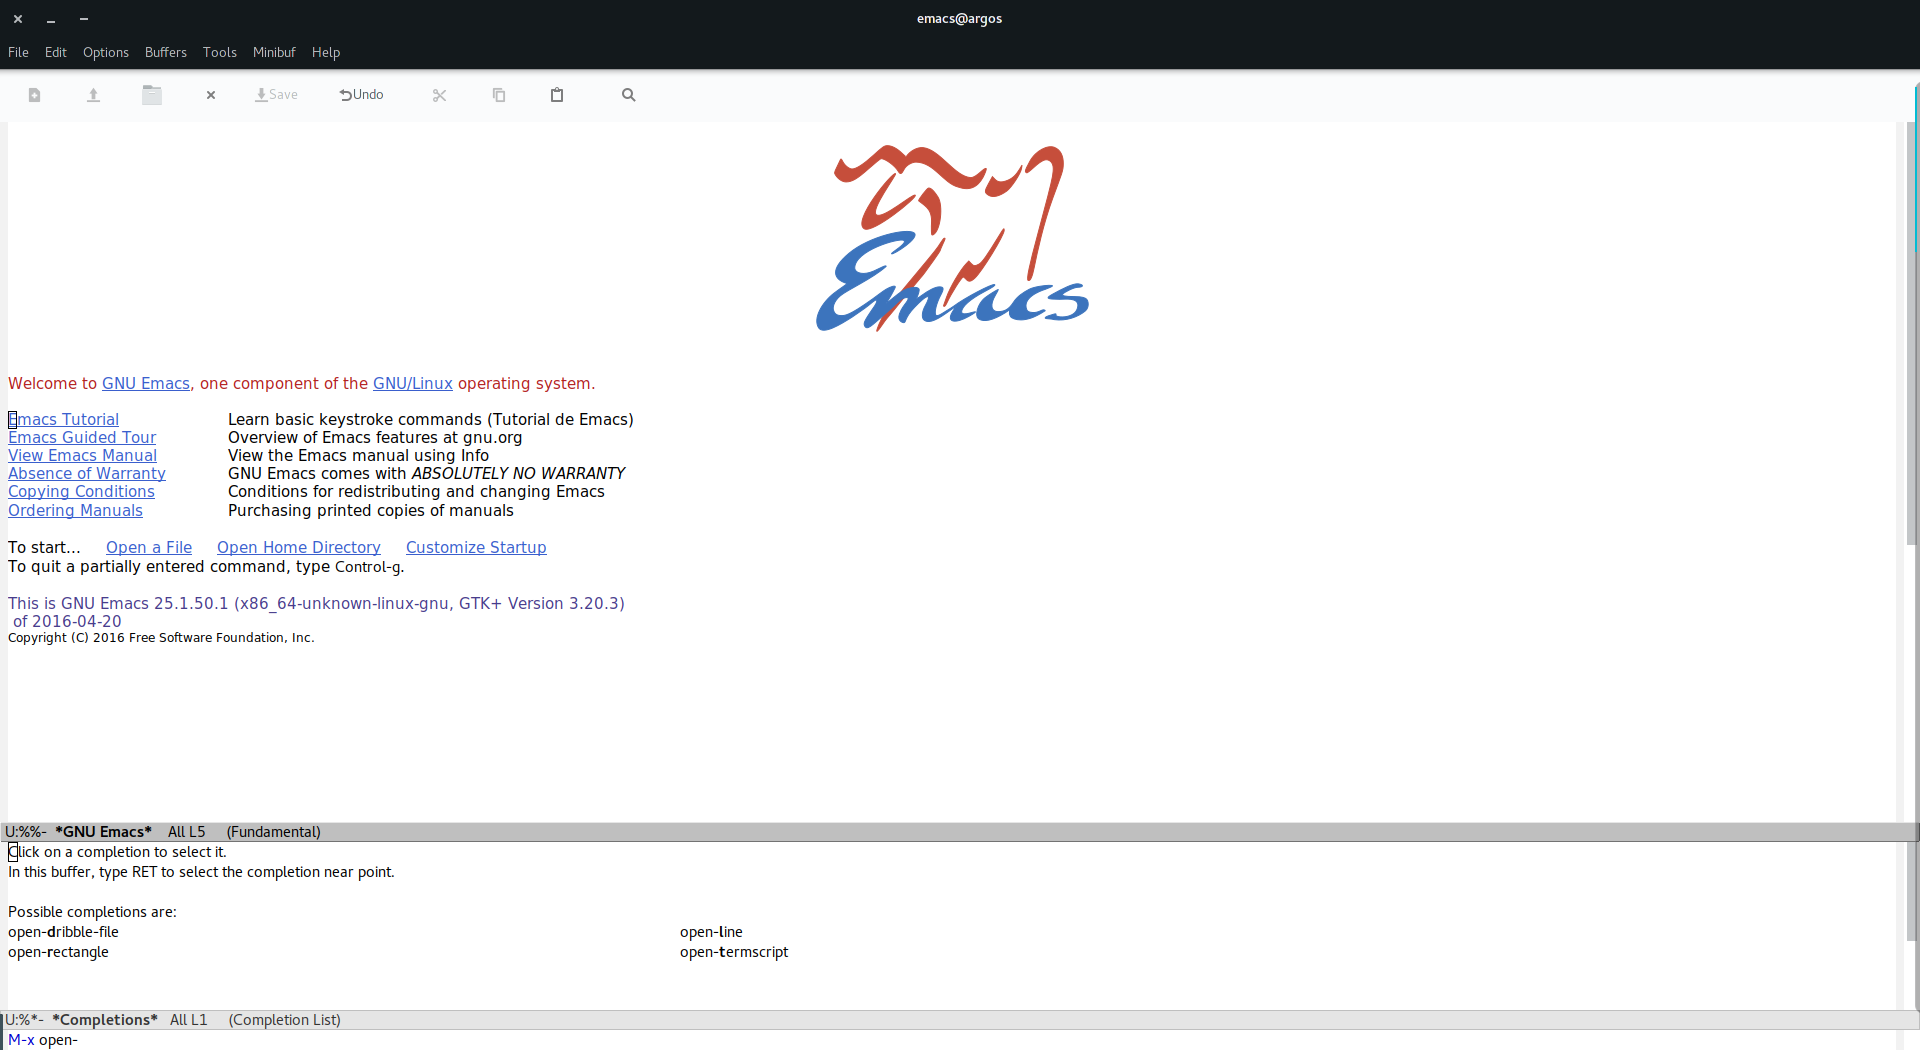 emacs@argos
File Edit Options Buffers Tools Minibuf Help
Save Undo
Emacs
Welcome to GNU Emacs, one component of the GNU/Linux operating system.
Emacs Tutorial Learn basic keystroke commands (Tutorial de Emacs)
Emacs Guided Tour Overview of Emacs features at gnu.org
View Emacs Manual View the Emacs manual using Info
Absence of Warranty GNU Emacs comes with ABSOLUTELY NO WARRANTY
Copying Conditions Conditions for redistributing and changing Emacs
Ordering Manuals Purchasing printed copies of manuals
To start... Open a File Open Home Directory Customize Startup
To quit a partially entered command, type Control-g.
This is GNU Emacs 25.1.50.1 (x86_64-unknown-linux-gnu, GTK+ Version 3.20.3)
of 2016-04-20
Copyright (C) 2016 Free Software Foundation, Inc.
U:%%- *GNU Emacs* All L5 (Fundamental)
Click on a completion to select it.
In this buffer, type RET to select the completion near point.
Possible completions are:
open-dribble-file open-line
open-rectangle open-termscript
U:%*- *Completions* All L1 (Completion List)
M-x open-